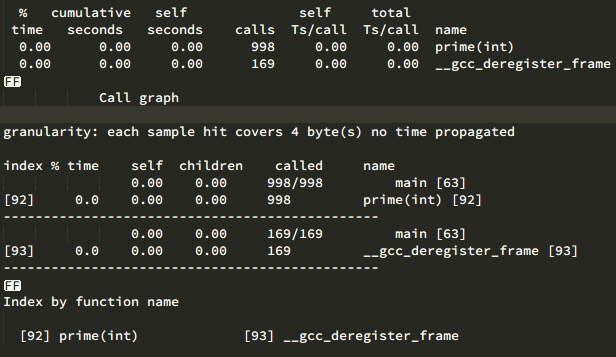 %   cumulative   self              self     total
time   seconds   seconds    calls  Ts/call  Ts/call  name
0.00      0.00     0.00      998     0.00     0.00  prime(int)
0.00      0.00     0.00      169     0.00     0.00  __gcc_deregister_frame
FF
Call graph
granularity: each sample hit covers 4 byte(s) no time propagated
index % time    self  children    called     name
0.00    0.00     998/998         main [63]
[92]     0.0    0.00    0.00     998         prime(int) [92]
-----------------------------------------------
0.00    0.00     169/169         main [63]
[93]     0.0    0.00    0.00     169         __gcc_deregister_frame [93]
-----------------------------------------------
FF
Index by function name
[92] prime(int)             [93] __gcc_deregister_frame